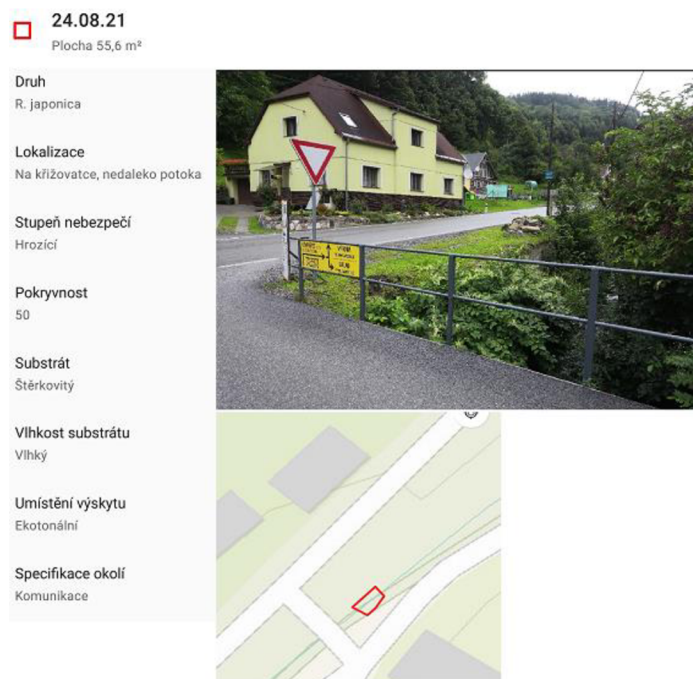 24.08.21
Plocha 55,6 m²
Druh
R. japonica
Lokalizace
Na křižovatce, nedaleko potoka
Stupeň nebezpečí
Hrozící
Pokryvnost
50
Substrát
Štěrkovitý
Vlhkost substrátu
Vlhký
Umístění výskytu
Ekotonální
Specifikace okolí
Komunikace